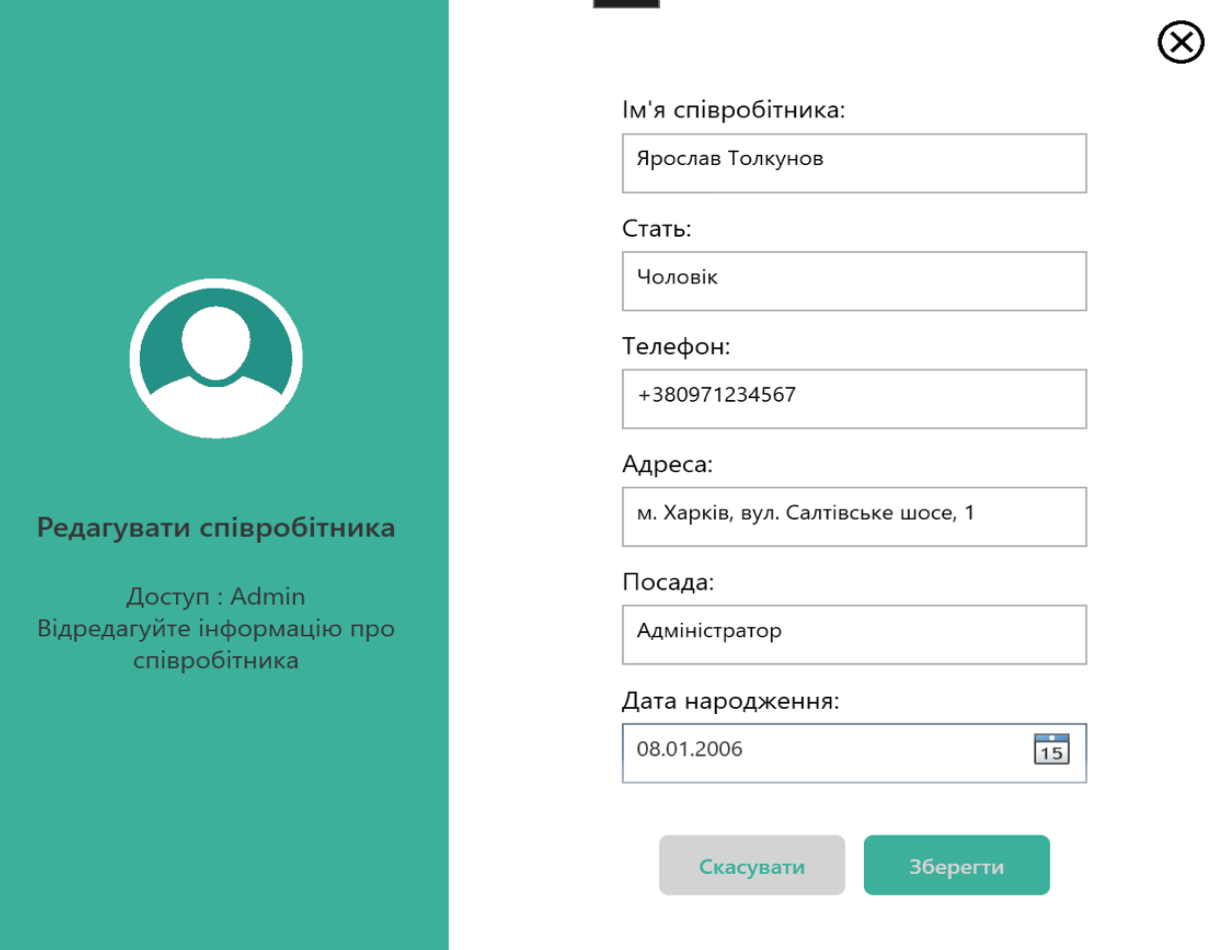 Редагувати співробітника
Доступ : Admin
Відредагуйте інформацію про
співробітника
Ім'я співробітника:
Ярослав Толкунов
Стать:
Чоловік
Телефон:
+380971234567
Адреса:
м. Харків, вул. Салтівське шосе, 1
Посада:
Адміністратор
Дата народження:
08.01.2006
15
Скасувати
Зберегти